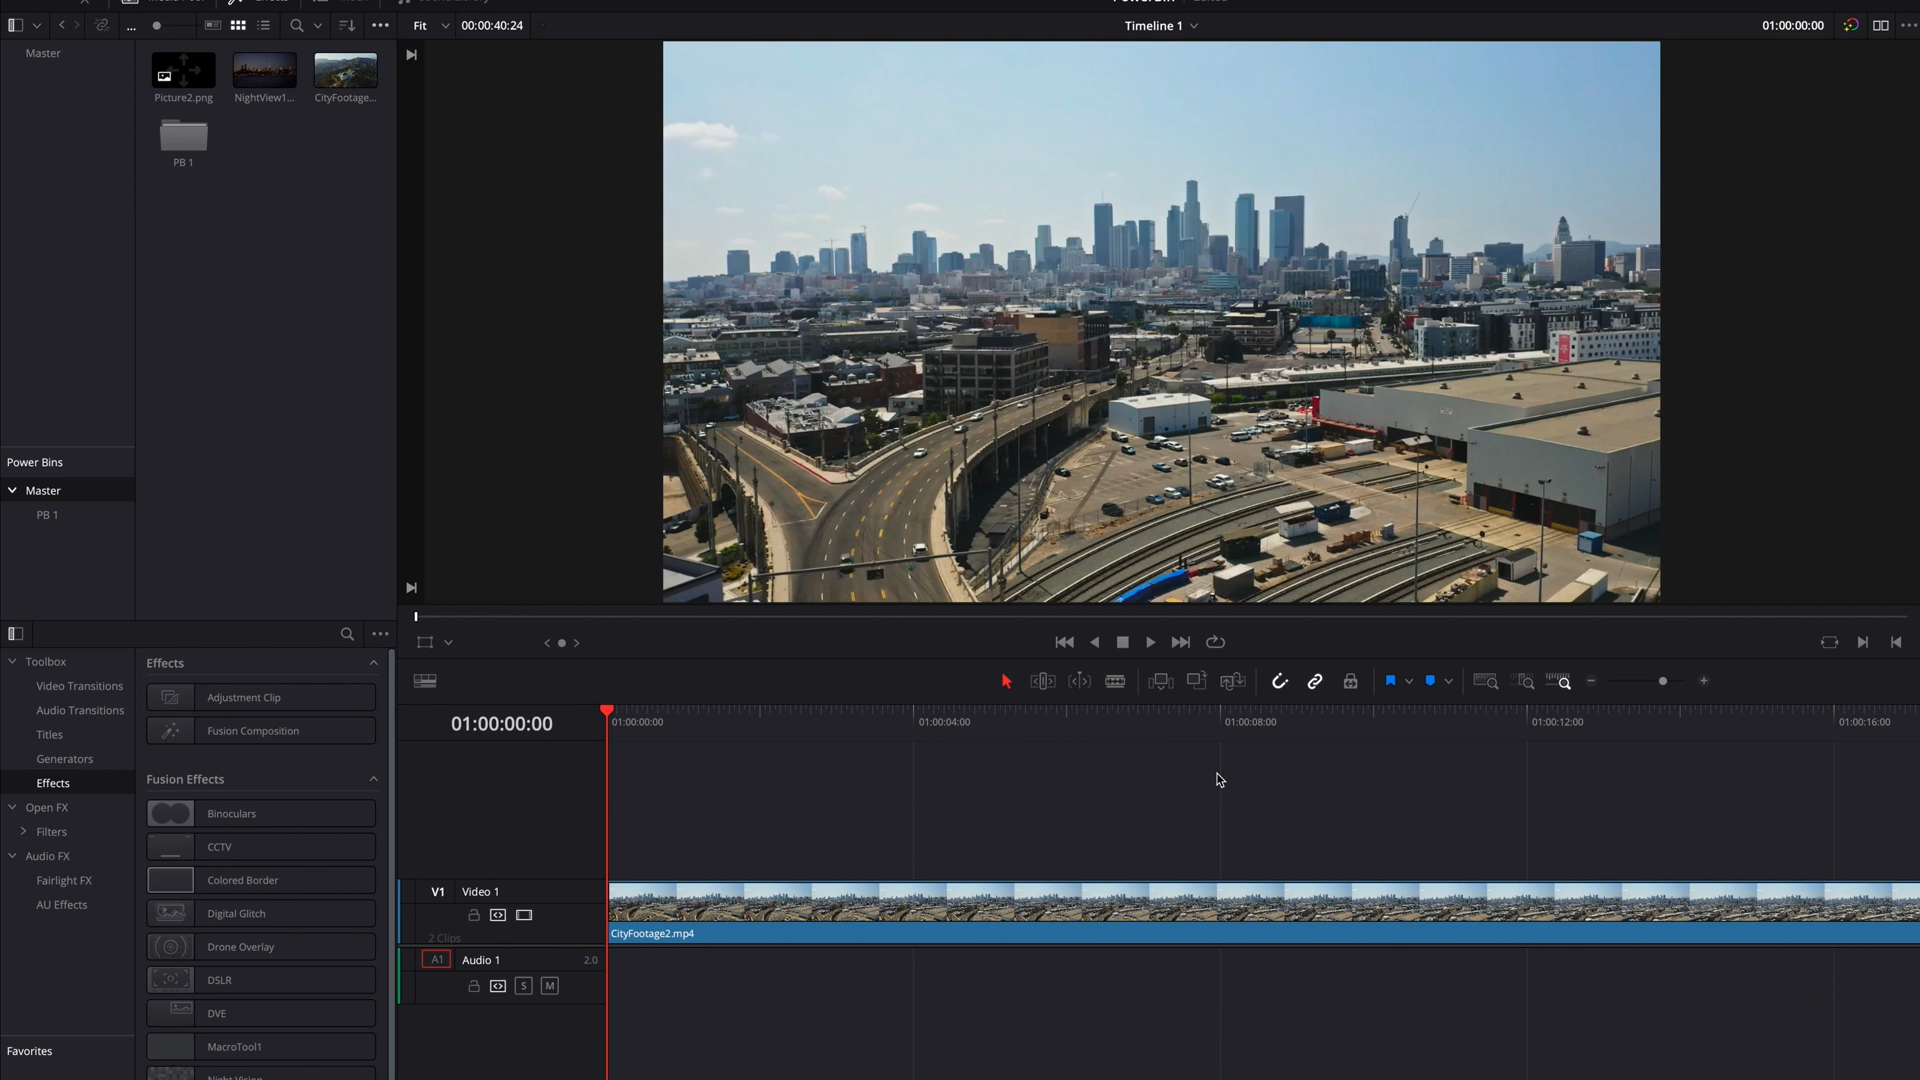 Fit
00:00:40:24
Timeline 1
01:00:00:00
Master
Picture2.png
NightView1...
CityFootage...
PB 1
Power Bins
Master
PB 1
Toolbox
Video Transitions
Audio Transitions
Titles
Generators
Effects
Open FX
Filters
Audio FX
Fairlight FX
AU Effects
Favorites
Effects
Adjustment Clip
Fusion Composition
Fusion Effects
Binoculars
CCTV
Colored Border
Digital Glitch
Drone Overlay
DSLR
DVE
MacroTool1
01:00:00:00
01:00:00:00
01:00:04:00
01:00:08:00
01:00:12:00
01:00:16:00
V1 Video 1
2 Clips
CityFootage2.mp4
A1 Audio 1 2.0
S M